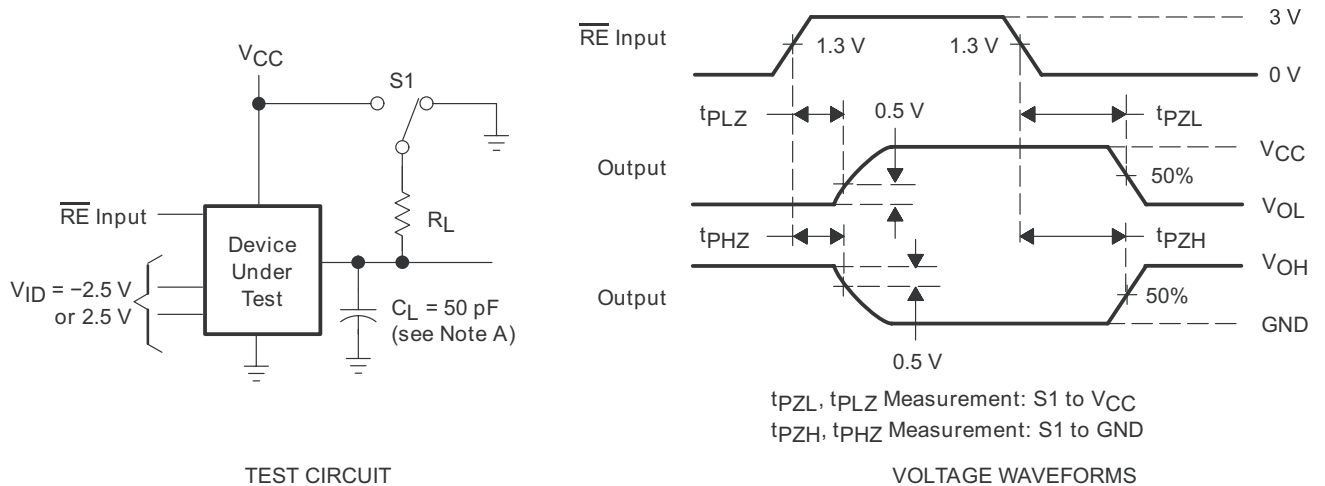 VCC
S1
RE Input
Device
Under
Test
VID = −2.5 V
or 2.5 V
RL
CL = 50 pF
(see Note A)
TEST CIRCUIT
RE Input
3 V
1.3 V
1.3 V
0 V
tPLZ
0.5 V
tPZL
Output
VCC
50%
VOL
tPHZ
tPZH
Output
VOH
50%
GND
0.5 V
tPZL, tPLZ Measurement: S1 to VCC
tPZH, tPHZ Measurement: S1 to GND
VOLTAGE WAVEFORMS